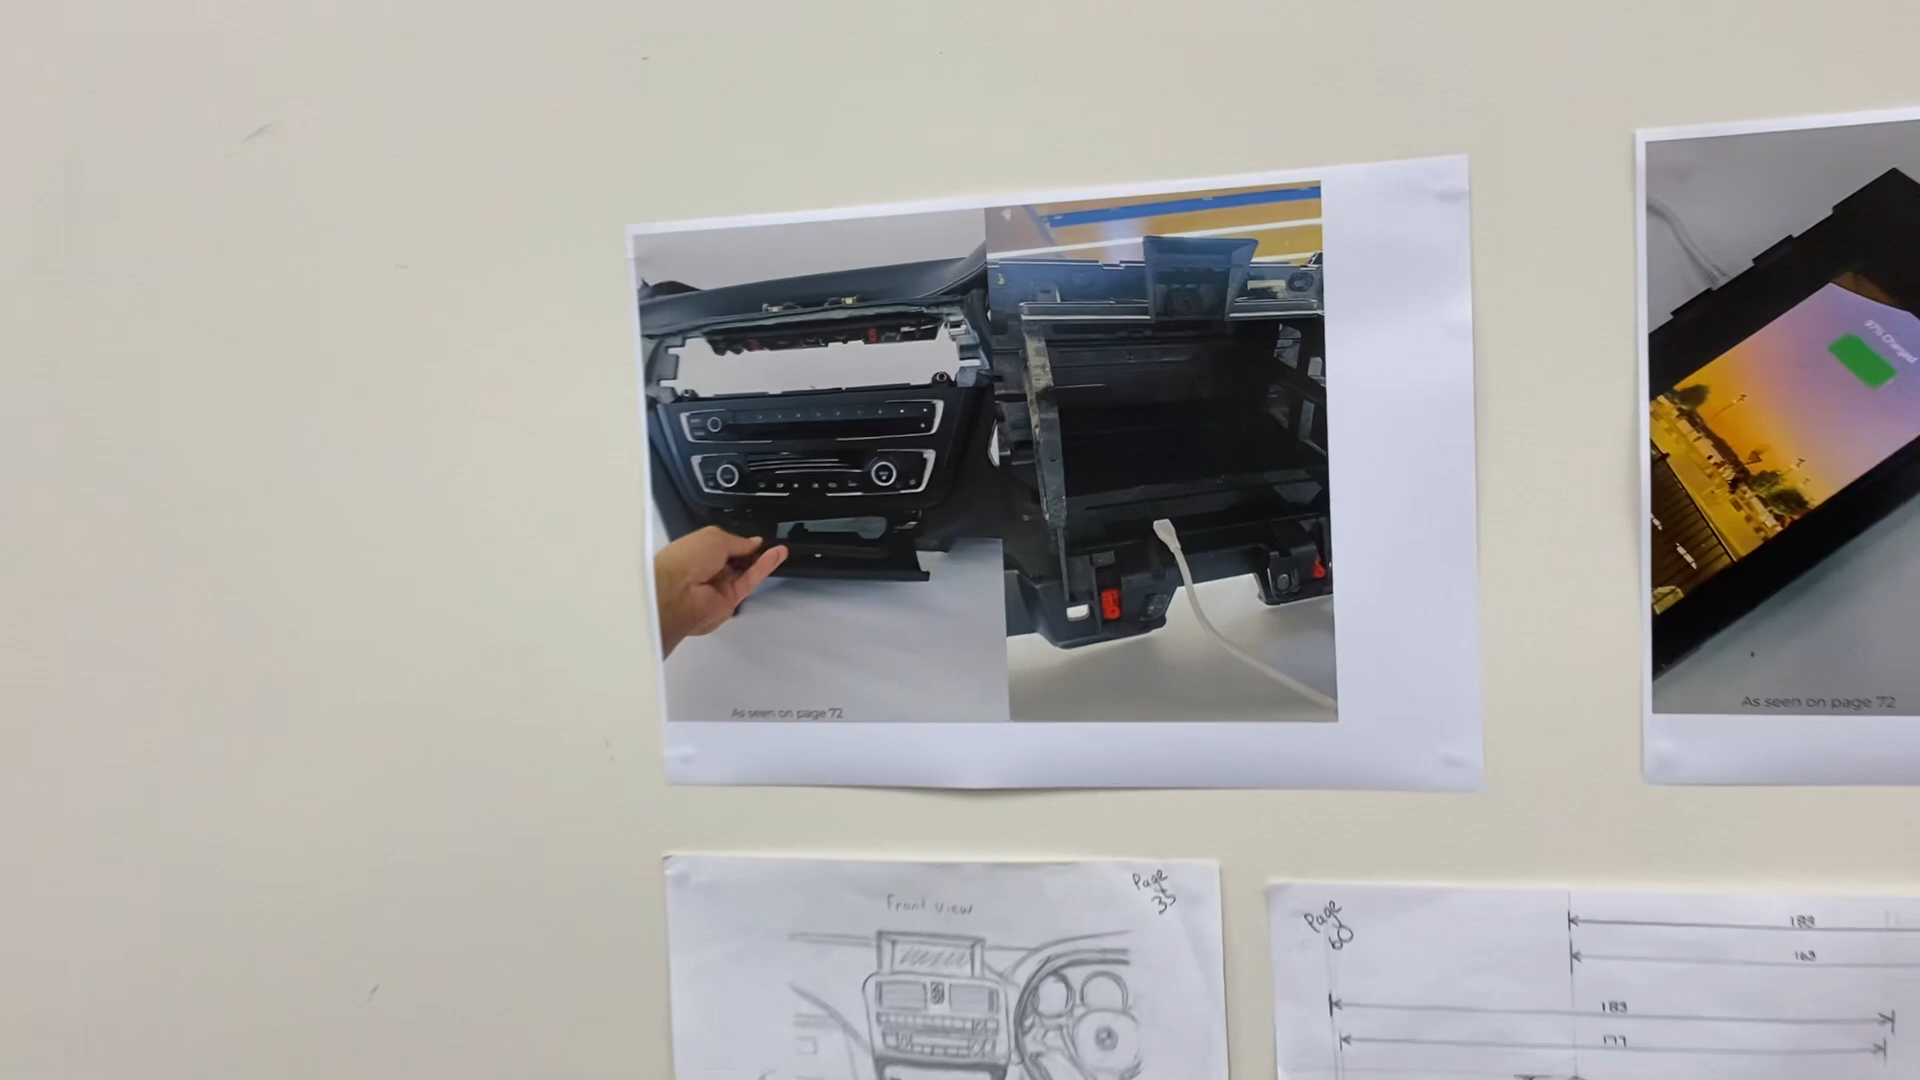 97% Charged
As seen on page 72
As seen on page 72
Front view
Page
35
Page
60
183
163
183
177